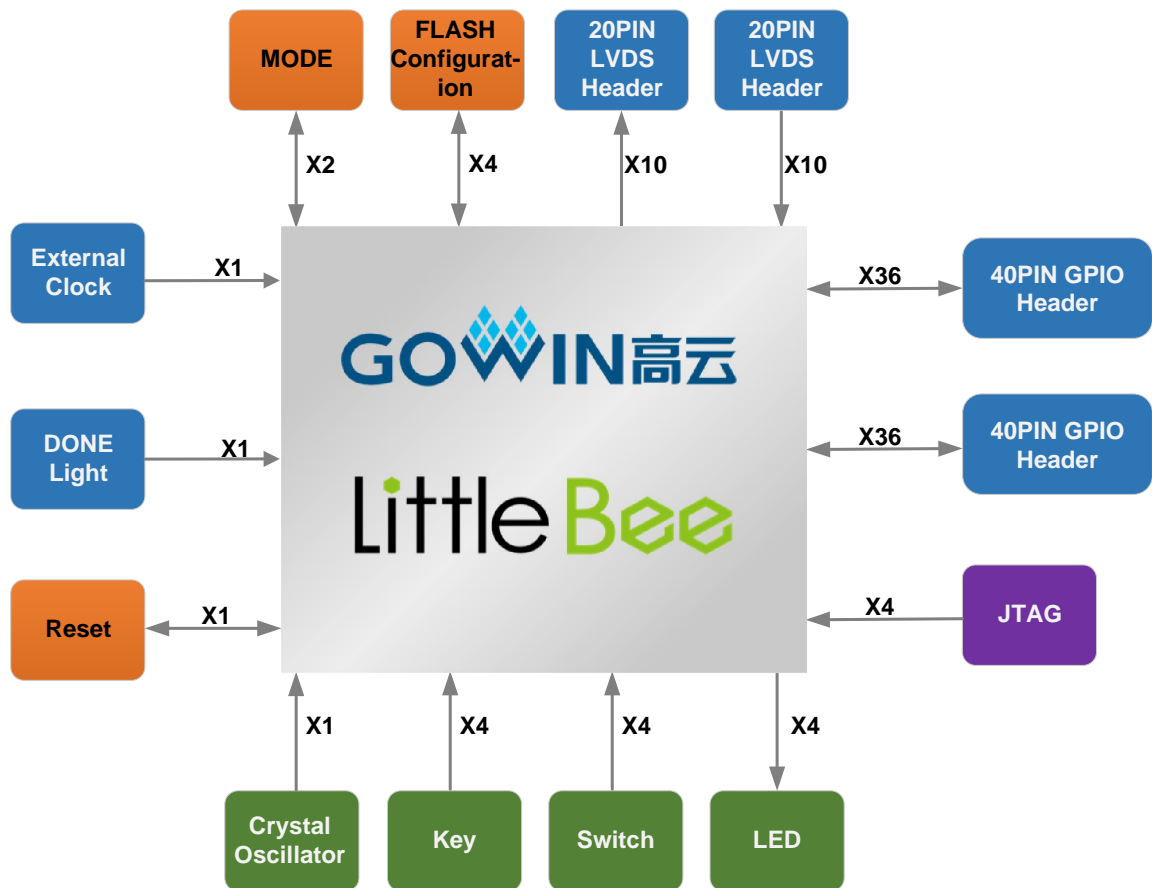 MODE
FLASH
Configurat-
ion
20PIN
LVDS
Header
20PIN
LVDS
Header
X2
X4
X10
X10
External
Clock
X1
X36
40PIN GPIO
Header
GOWIN高云
DONE
Light
X1
X36
40PIN GPIO
Header
LittleBee
Reset
X1
X4
JTAG
X1
X4
X4
X4
Crystal
Oscillator
Key
Switch
LED